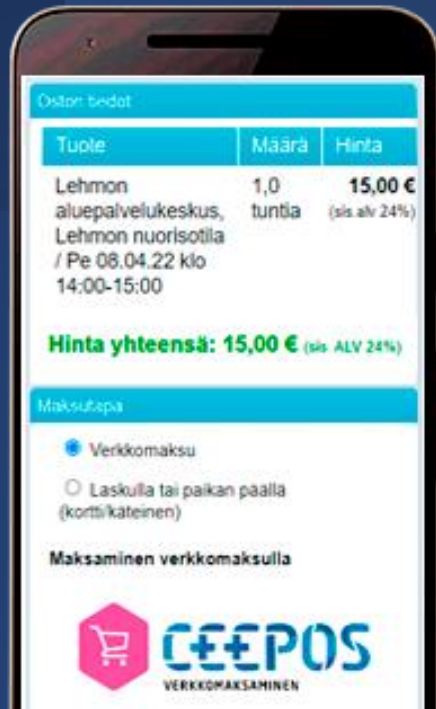 Oston tiedot
Tuote Määrä Hinta
Lehmon 1,0 15,00 €
aluepalvelukeskus, tuntia (sis.alv 24%)
Lehmon nuorisotila
/ Pe 08.04.22 klo
14:00-15:00
Hinta yhteensä: 15,00 € (sis. ALV 24%)
Maksutapa
Verkkomaksu
Laskulla tai paikan päällä
(kortti/käteinen)
Maksaminen verkkomaksulla
CEEPOS
VERKKOMAKSAMINEN